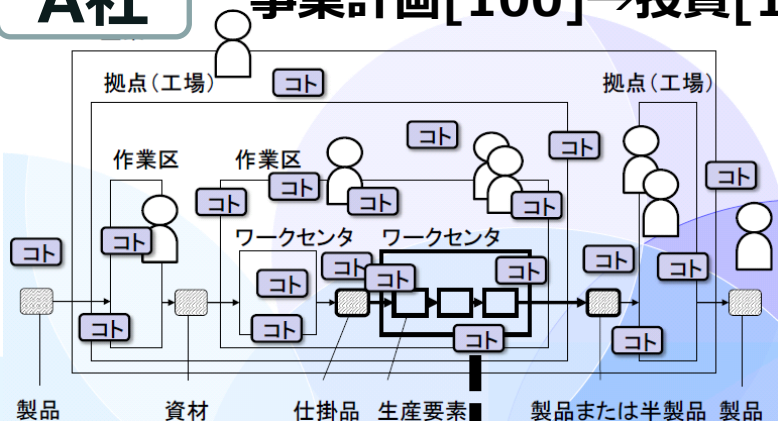 A社
事業計画[100]→投資[1
拠点(工場)
コト
拠点(工場)
作業区
作業区
コト
コト
コト
コト
コト
コト
コト
コト
ワークセンタ
ワークセンタ
コト
コト
コト
コト
コト
コト
コト
コト
コト
コト
コト
コト
製品
資材
仕掛品
生産要素
製品または半製品
製品